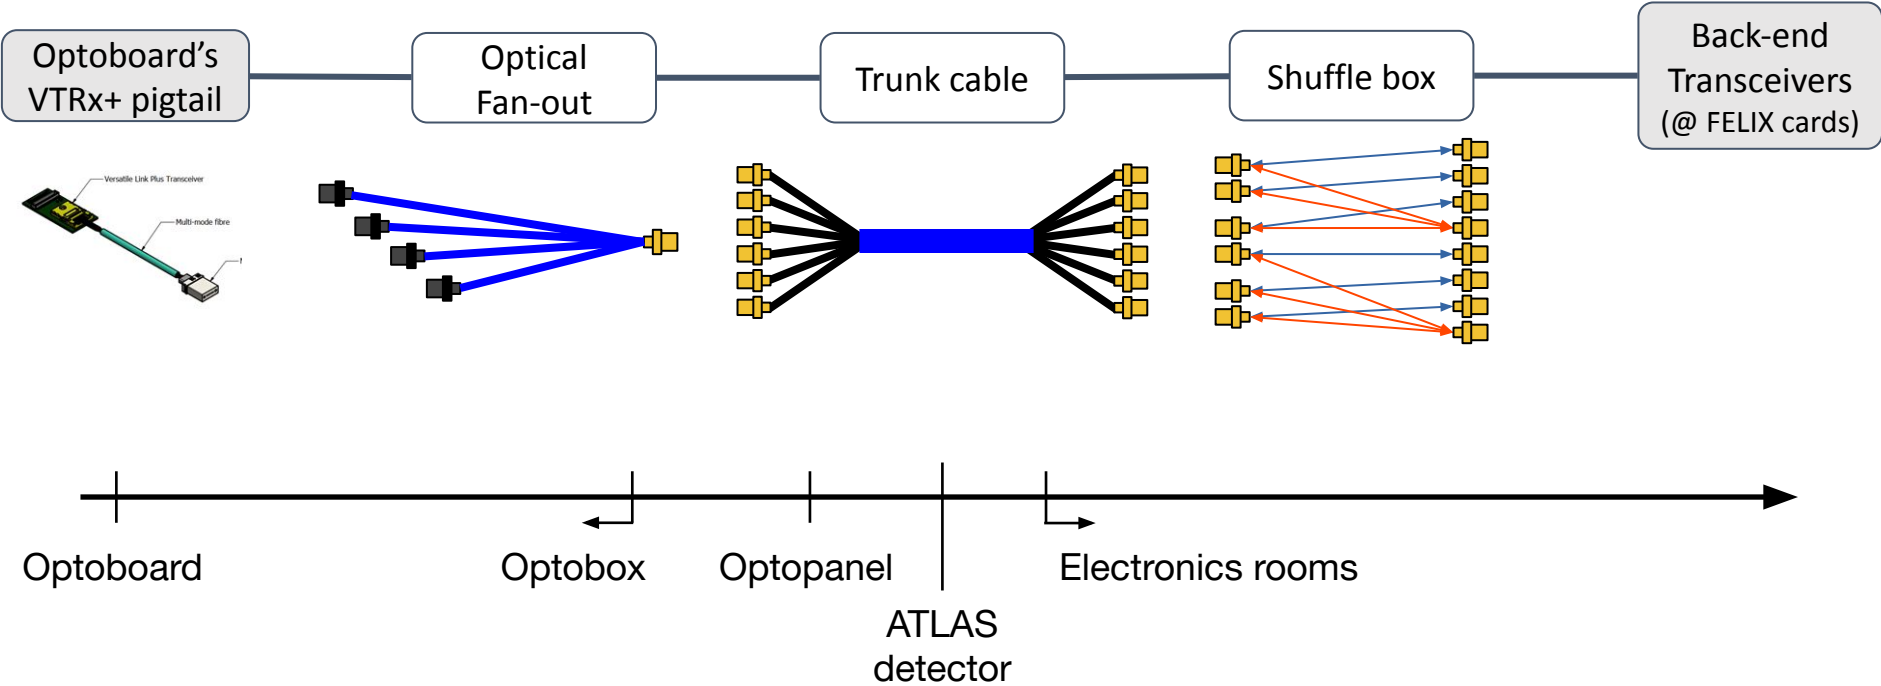 Optoboard's
VTRx+ pigtail
Optical
Fan-out
Trunk cable
Shuffle box
Back-end
Transceivers
(@ FELIX cards)
Versatile Link Plus Transceiver
Multi-mode fibre
Optoboard
Optobox
Optopanel
Electronics rooms
ATLAS
detector